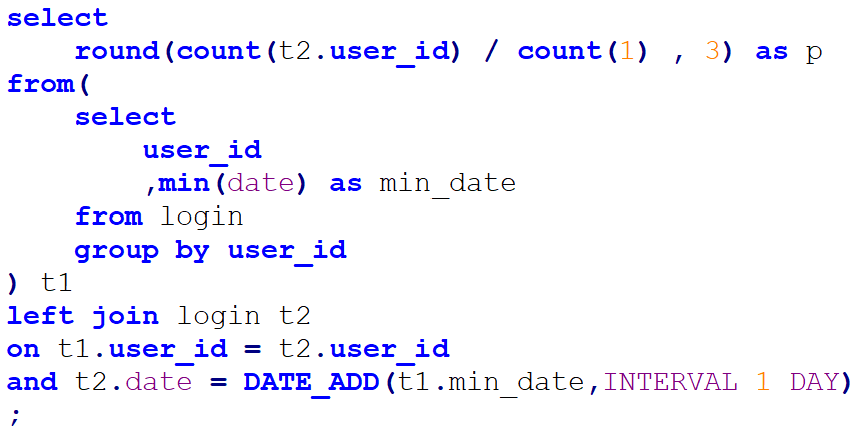 select
    round(count(t2.user_id) / count(1) , 3) as p
from(
    select
        user_id
        ,min(date) as min_date
    from login
    group by user_id
) t1
left join login t2
on t1.user_id = t2.user_id
and t2.date = DATE_ADD(t1.min_date,INTERVAL 1 DAY)
;